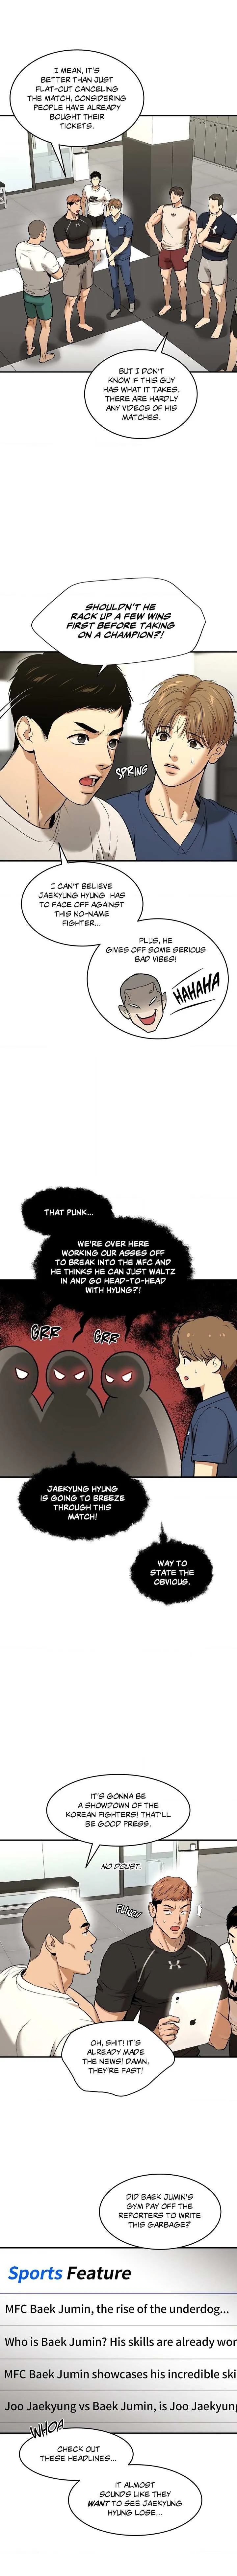 I MEAN, IT'S
BETTER THAN JUST
FLAT-OUT CANCELING
THE MATCH, CONSIDERING
PEOPLE HAVE ALREADY
BOUGHT THEIR
TICKETS.
BUT I DON'T
KNOW IF THIS GUY
HAS WHAT IT TAKES.
THERE ARE HARDLY
ANY VIDEOS OF HIS
MATCHES.
SHOULDN'T HE
RACK UP A FEW WINS
FIRST BEFORE TAKING
ON A CHAMPION?!
SPRING
I CAN'T BELIEVE
JAEKYUNG HYUNG HAS
TO FACE OFF AGAINST
THIS NO-NAME
FIGHTER...
PLUS, HE
GIVES OFF SOME SERIOUS
BAD VIBES!
HAHAHA
THAT PUNK...
WE'RE OVER HERE
WORKING OUR ASSES OFF
TO BREAK INTO THE MFC AND
HE THINKS HE CAN JUST WALTZ
IN AND GO HEAD-TO-HEAD
WITH HYUNG?!
GRR
GRR
JAEKYUNG HYUNG
IS GOING TO BREEZE
THROUGH THIS
MATCH!
WAY TO
STATE THE
OBVIOUS.
IT'S GONNA BE
A SHOWDOWN OF THE
KOREAN FIGHTERS! THAT'LL
BE GOOD PRESS.
NO DOUBT.
FLINCH
OH, SHIT! IT'S
ALREADY MADE
THE NEWS! DAMN,
THEY'RE FAST!
DID BAEK JUMIN'S
GYM PAY OFF THE
REPORTERS TO WRITE
THIS GARBAGE?
Sports Feature
MFC Baek Jumin, the rise of the underdog...
Who is Baek Jumin? His skills are already wor
MFC Baek Jumin showcases his incredible ski
Joo Jaekyung vs Baek Jumin, is Joo Jaekyung
WHOA
CHECK OUT
THESE HEADLINES...
IT ALMOST
SOUNDS LIKE THEY
WANT TO SEE JAEKYUNG
HYUNG LOSE...